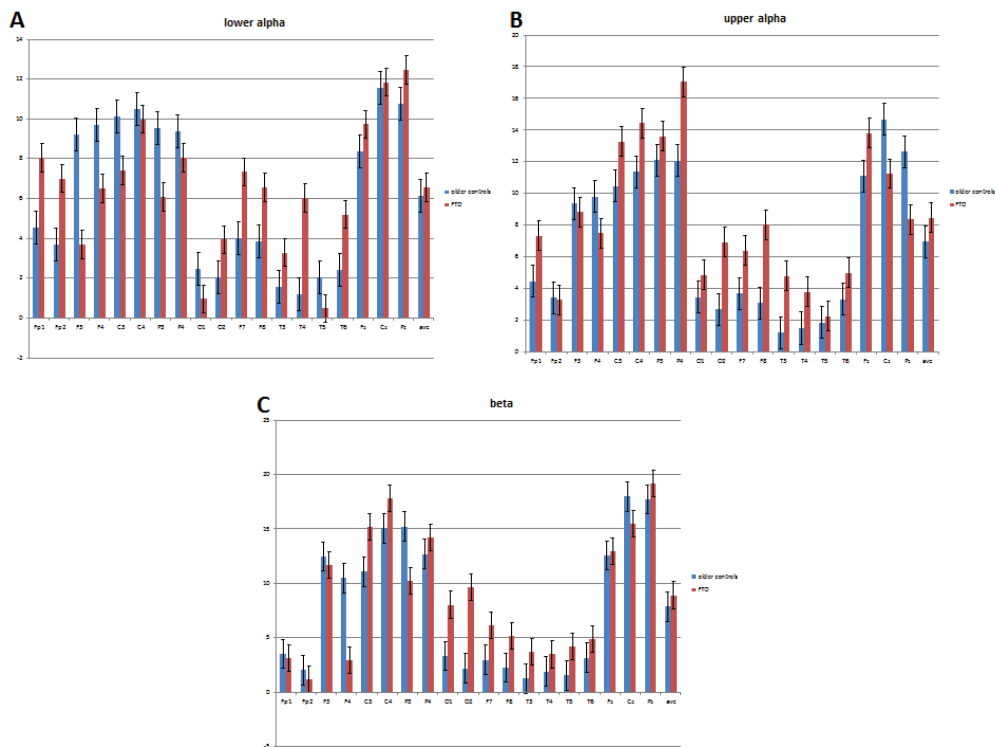 A
lower alpha
14
12
10
8
6
4
2
0
-2
Fp1 Fp2 F3 F4 C3 C4 P3 P4 O1 O2 F7 F8 T3 T4 T5 T6 Fz Cz Pz avc
older controls
FTD
B
upper alpha
20
18
16
14
12
10
8
6
4
2
0
Fp1 Fp2 F3 F4 C3 C4 P3 P4 O1 O2 F7 F8 T3 T4 T5 T6 Fz Cz Pz avc
older controls
FTD
C
beta
25
20
15
10
5
0
-5
Fp1 Fp2 F3 F4 C3 C4 P3 P4 O1 O2 F7 F8 T3 T4 T5 T6 Fz Cz Pz avc
older controls
FTD